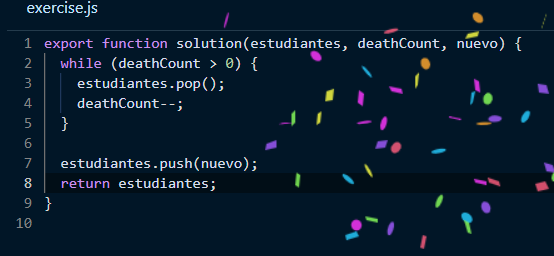 exercise.js
1 export function solution(estudiantes, deathCount, nuevo) {
2   while (deathCount > 0) {
3     estudiantes.pop();
4     deathCount--;
5   }
6
7   estudiantes.push(nuevo);
8   return estudiantes;
9 }
10